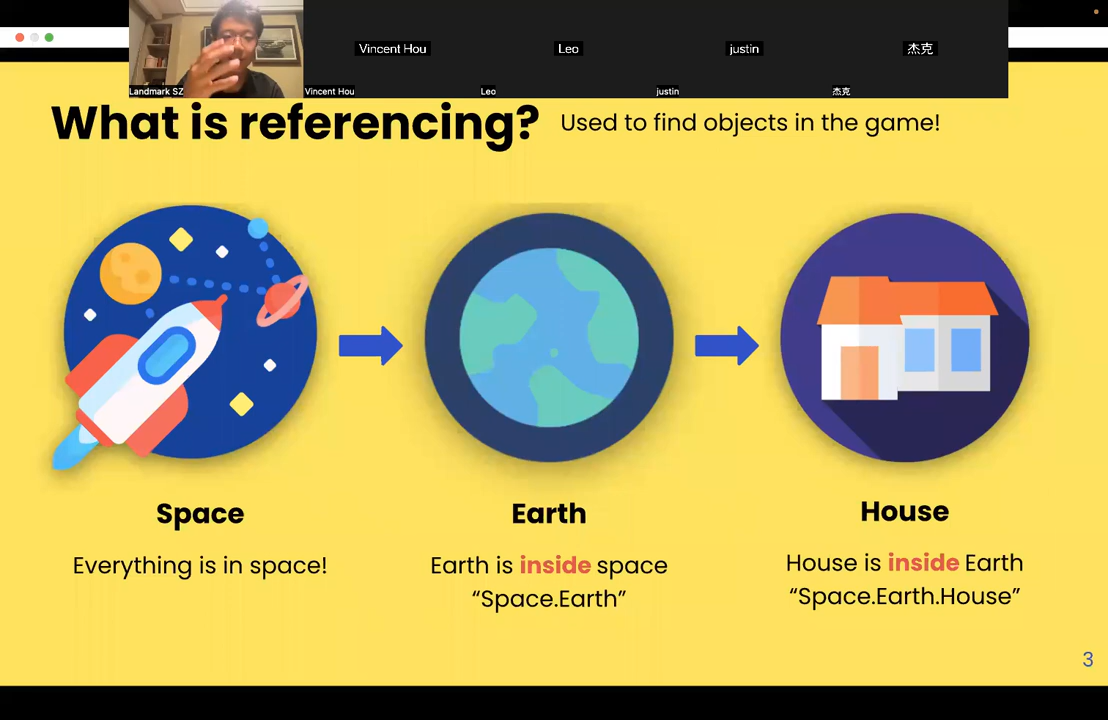 Vincent Hou
Leo
justin
杰克
Landmark SZ
Vincent Hou
Leo
justin
杰克
What is referencing?
Used to find objects in the game!
Space
Everything is in space!
Earth
Earth is inside space
“Space.Earth”
House
House is inside Earth
“Space.Earth.House”
3